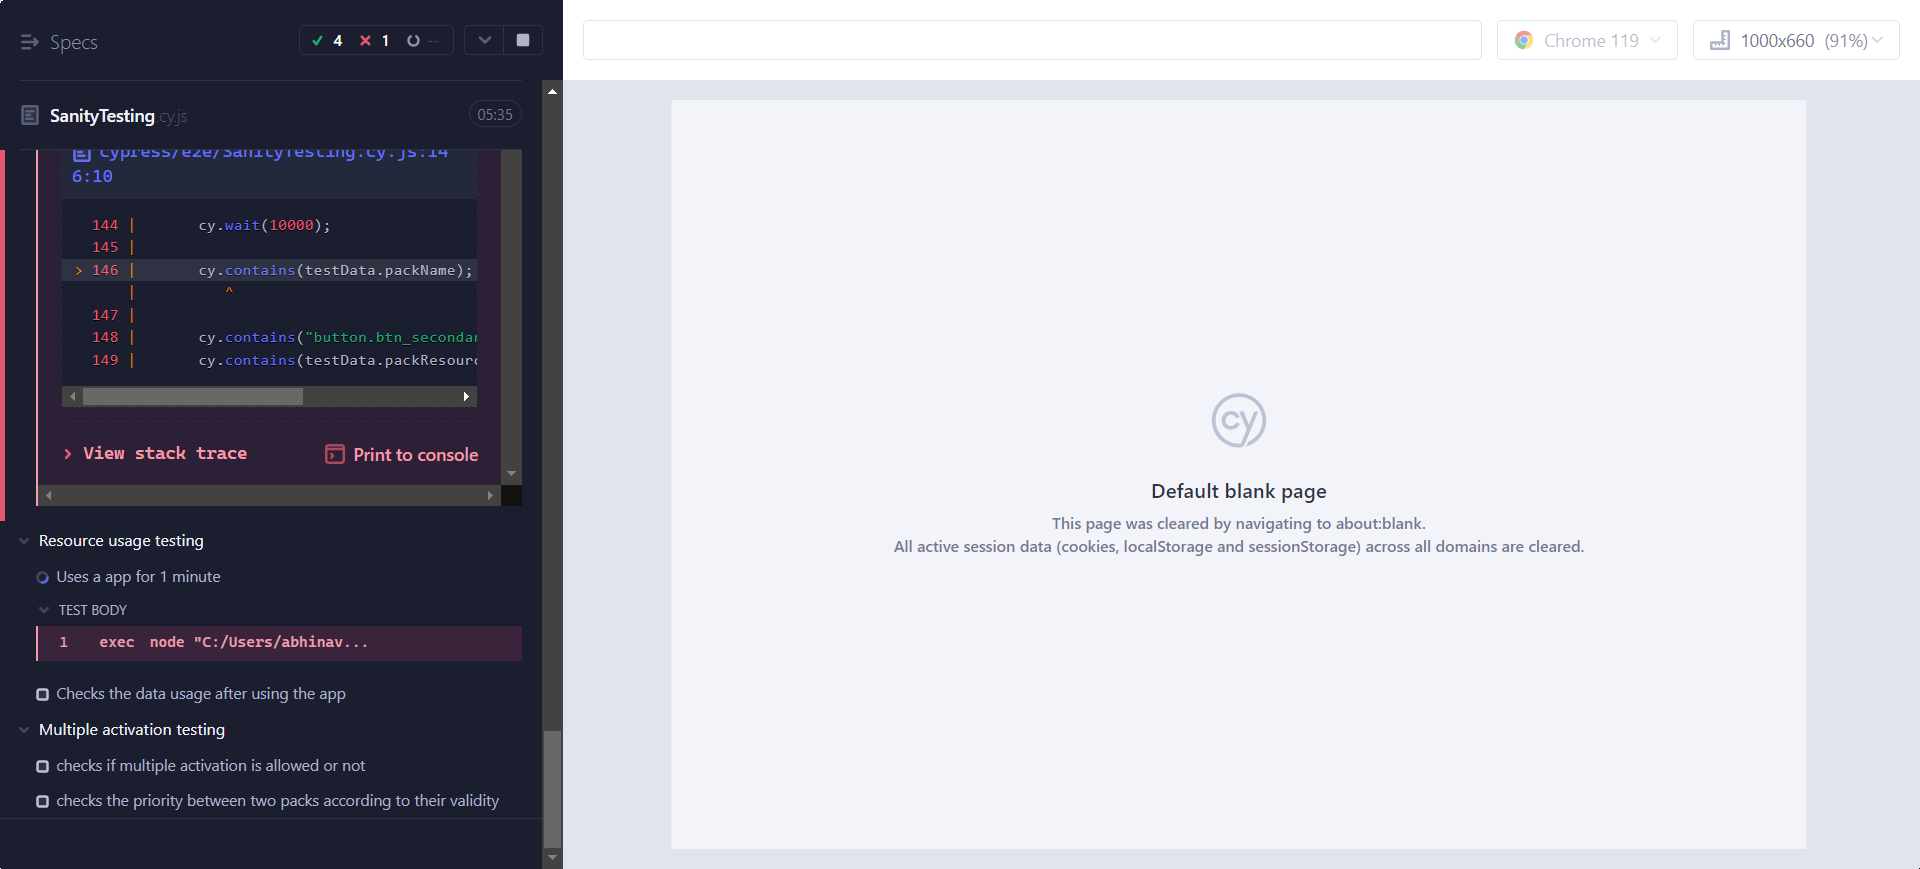 Specs
4
1
--
Chrome 119
1000x660 (91%)
SanityTesting.cy.js
05:35
cypress/e2e/SanityTesting.cy.js:14
6:10
144 | cy.wait(10000);
145 |
> 146 | cy.contains(testData.packName);
| ^
147 |
148 | cy.contains("button.btn_secondar
149 | cy.contains(testData.packResourc
View stack trace
Print to console
Resource usage testing
Uses a app for 1 minute
TEST BODY
1 exec node "C:/Users/abhinav...
Checks the data usage after using the app
Multiple activation testing
checks if multiple activation is allowed or not
checks the priority between two packs according to their validity
cy
Default blank page
This page was cleared by navigating to about:blank.
All active session data (cookies, localStorage and sessionStorage) across all domains are cleared.